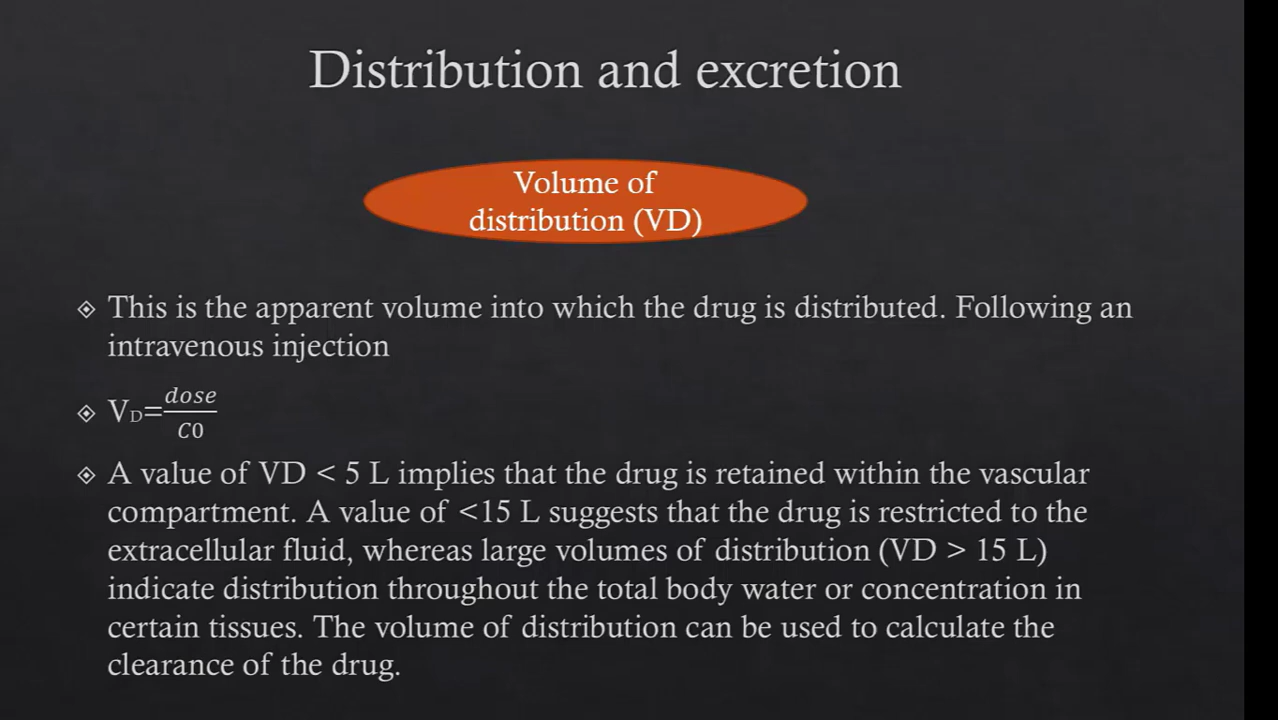 Distribution and excretion
Volume of
distribution (VD)
This is the apparent volume into which the drug is distributed. Following an
intravenous injection
V_D=\frac{dose}{C0}
A value of VD < 5 L implies that the drug is retained within the vascular
compartment. A value of <15 L suggests that the drug is restricted to the
extracellular fluid, whereas large volumes of distribution (VD > 15 L)
indicate distribution throughout the total body water or concentration in
certain tissues. The volume of distribution can be used to calculate the
clearance of the drug.